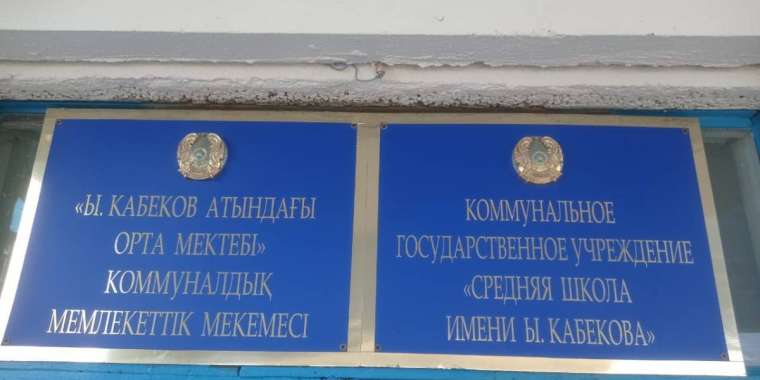 «Ы. КАБЕКОВ АТЫНДАҒЫ
ОРТА МЕКТЕБІ»
КОММУНАЛДЫҚ
МЕМЛЕКЕТТІК МЕКЕМЕСІ
КОММУНАЛЬНОЕ
ГОСУДАРСТВЕННОЕ УЧРЕЖДЕНИЕ
«СРЕДНЯЯ ШКОЛА
ИМЕНИ Ы. КАБЕКОВА»